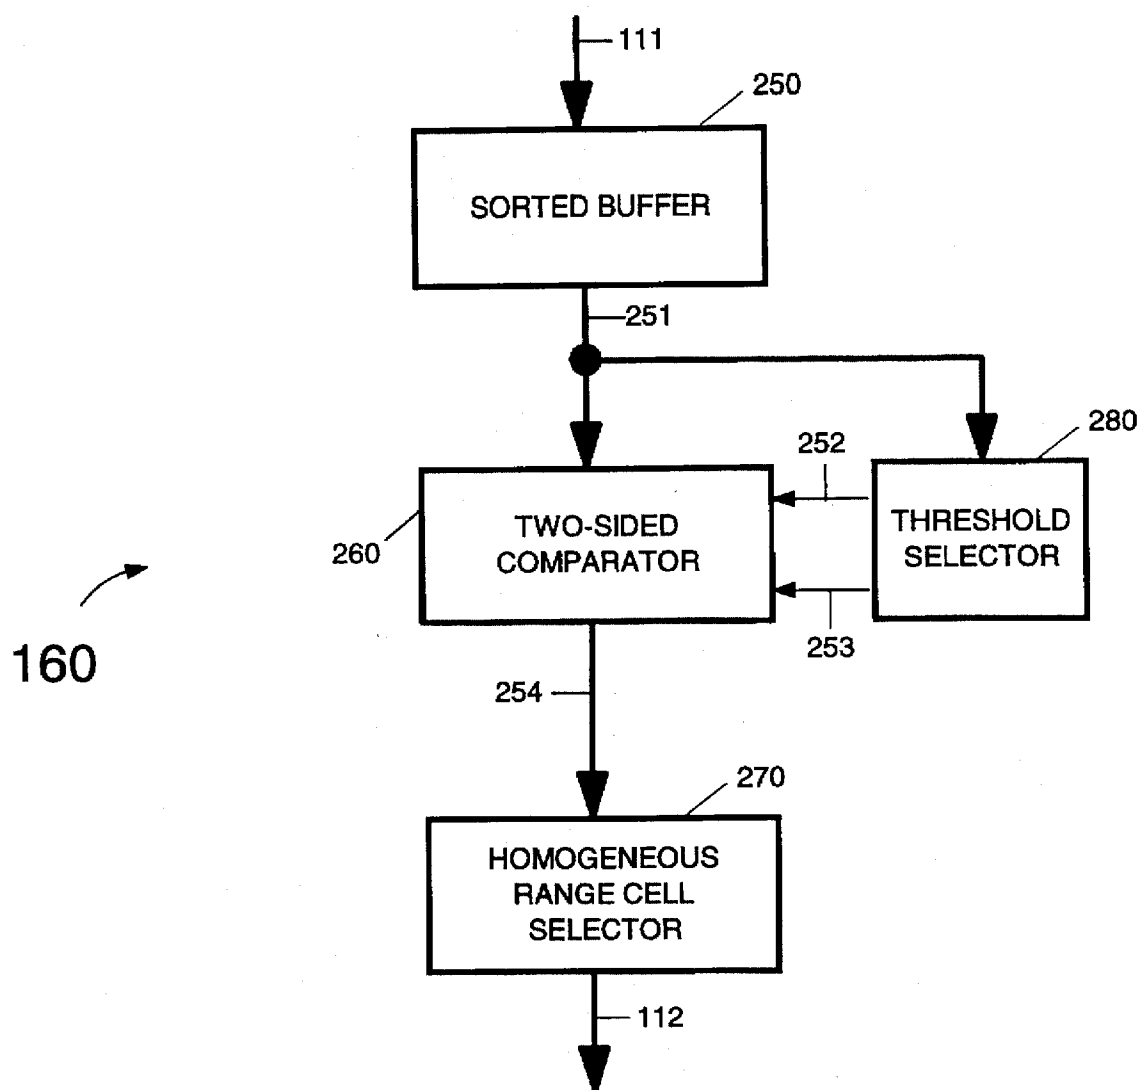 111
250
SORTED BUFFER
251
280
252
TWO-SIDED
COMPARATOR
THRESHOLD
SELECTOR
260
253
160
254
270
HOMOGENEOUS
RANGE CELL
SELECTOR
112